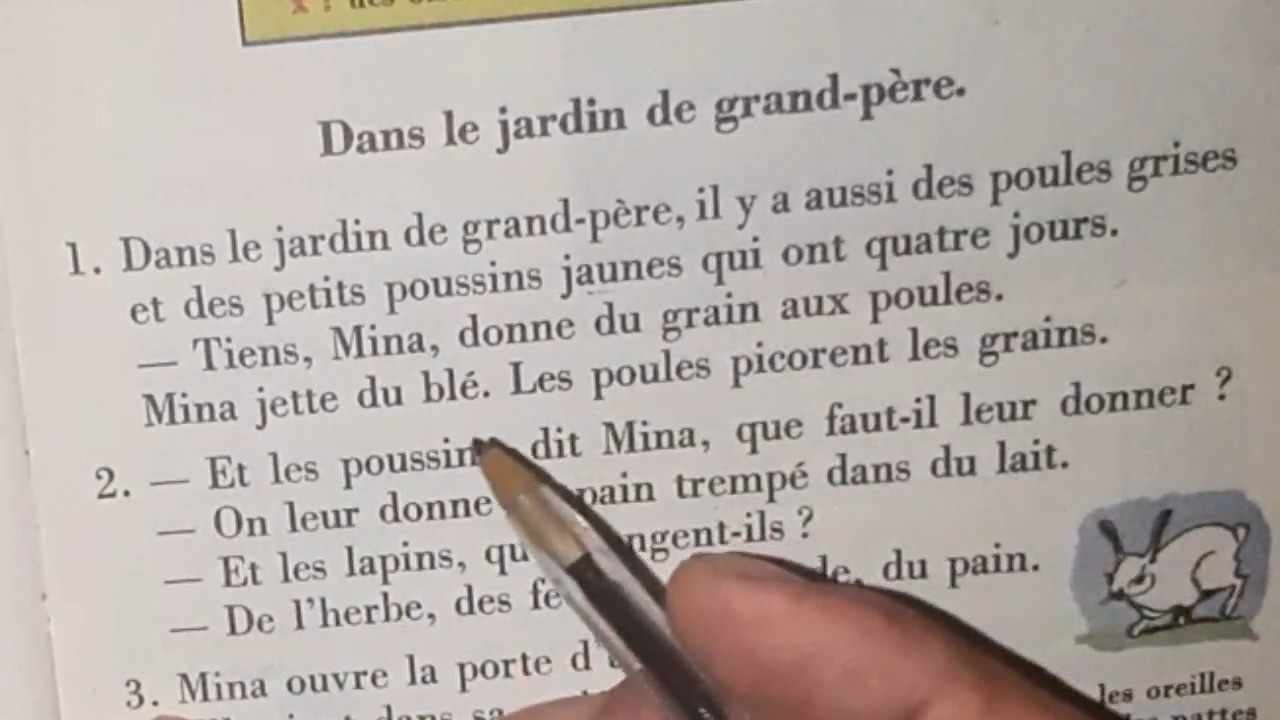 x :
Dans le jardin de grand-père.
1. Dans le jardin de grand-père, il y a aussi des poules grises
et des petits poussins jaunes qui ont quatre jours.
— Tiens, Mina, donne du grain aux poules.
Mina jette du blé. Les poules picorent les grains.
2. — Et les dit Mina, que faut-il leur donner ?
— On leur donne pain trempé dans du lait.
— Et les lapins, ?
— De l'herbe, des du pain.
3. Mina ouvre la porte
les oreilles
pattes